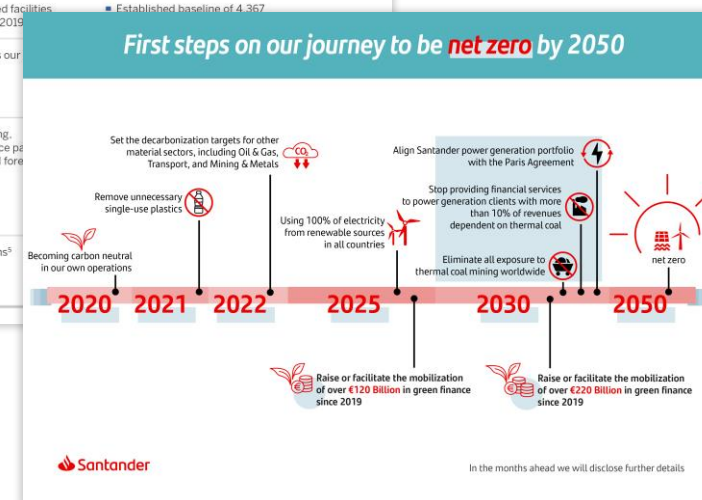 ed facilities
2019
■ Established baseline of 4,367
s our
ng.
ce pa
l fore
ns⁵
First steps on our journey to be net zero by 2050
Set the decarbonization targets for other
material sectors, including Oil & Gas,
Transport, and Mining & Metals
CO₂
Align Santander power generation portfolio
with the Paris Agreement
Remove unnecessary
single-use plastics
Stop providing financial services
to power generation clients with more
than 10% of revenues
dependent on thermal coal
Using 100% of electricity
from renewable sources
in all countries
Becoming carbon neutral
in our own operations
Eliminate all exposure to
thermal coal mining worldwide
net zero
2020 2021 2022 2025 2030 2050
Raise or facilitate the mobilization
of over €120 Billion in green finance
since 2019
Raise or facilitate the mobilization
of over €220 Billion in green finance
since 2019
Santander
In the months ahead we will disclose further details